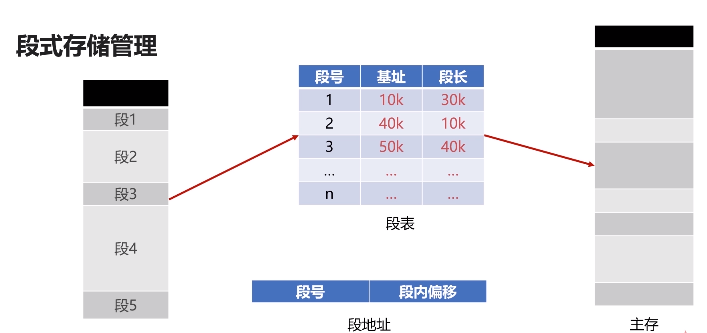 段式存储管理
段1
段2
段3
段4
段5
段号 基址 段长
1 10k 30k
2 40k 10k
3 50k 40k
... ... ...
n ... ...
段表
段号 段内偏移
段地址
主存